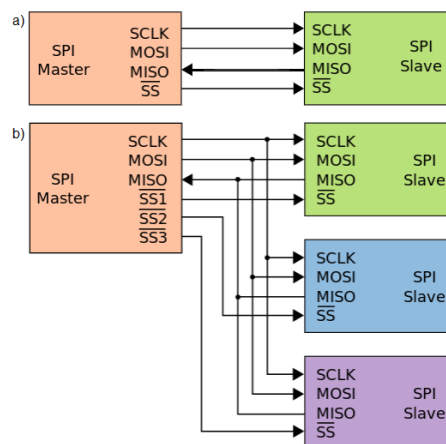 a)
SPI
Master
SCLK
MOSI
MISO
SS
SCLK
MOSI
MISO
SS
SPI
Slave
b)
SPI
Master
SCLK
MOSI
MISO
SS1
SS2
SS3
SCLK
MOSI
MISO
SS
SPI
Slave
SCLK
MOSI
MISO
SS
SPI
Slave
SCLK
MOSI
MISO
SS
SPI
Slave